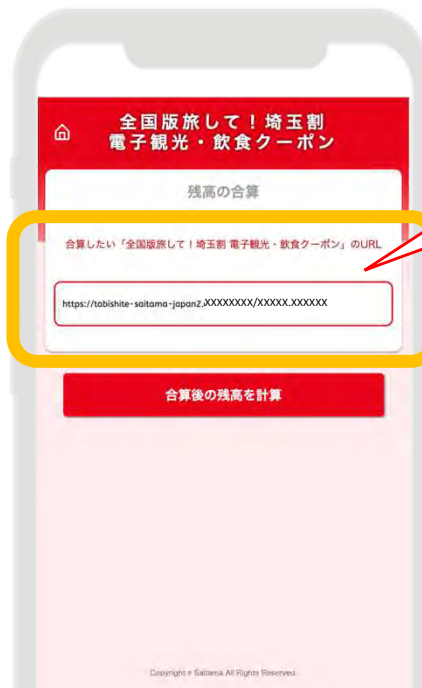 全国版旅して！埼玉割
電子観光・飲食クーポン
残高の合算
合算したい「全国版旅して！埼玉割 電子観光・飲食クーポン」のURL
https://tobishite-saitama-japan2.XXXXXXXX/XXXXX.XXXXXX
合算後の残高を計算
Copyright © Saitama All Rights Reserved.